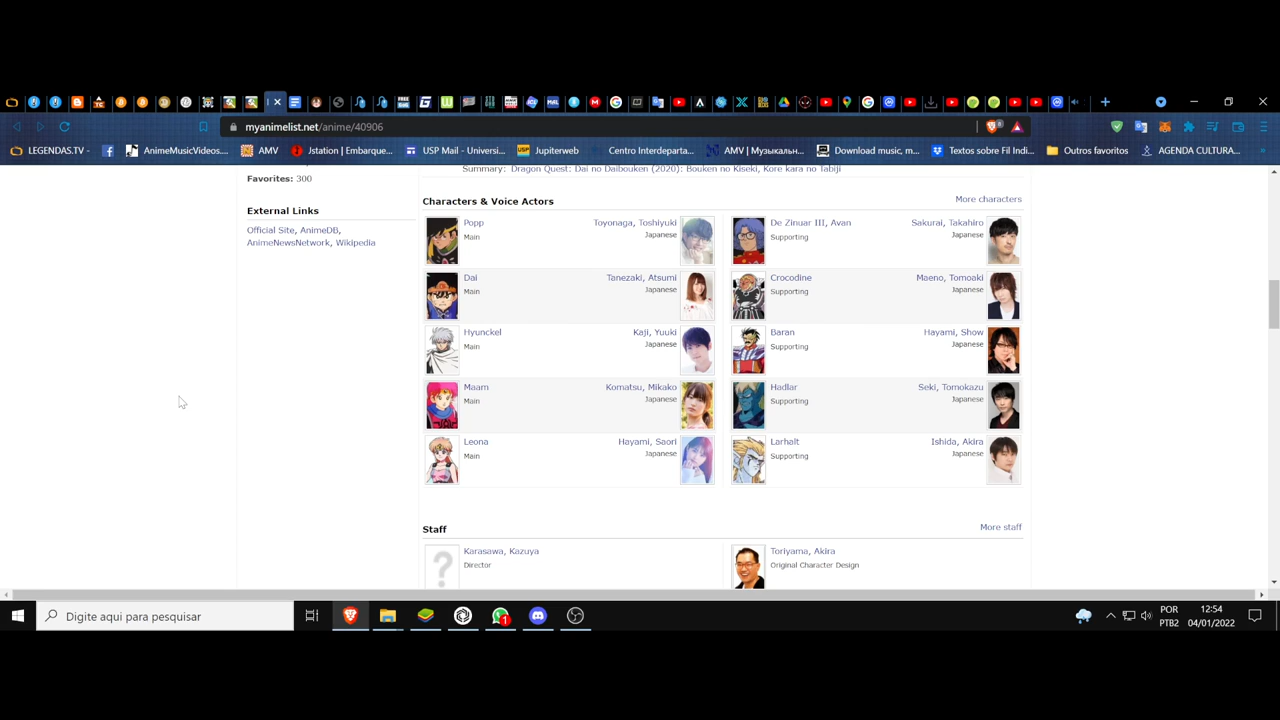 myanimelist.net/anime/40906
8
LEGENDAS.TV -
AnimeMusicVideos...
AMV
Jstation | Embarque...
USP Mail - Universi...
Jupiterweb
Centro Interdeparta...
AMV | Музыкальн...
Download music, m...
Textos sobre Fil Indi...
Outros favoritos
AGENDA CULTURA...
Summary: Dragon Quest: Dai no Daibouken (2020): Bouken no Kiseki, Kore kara no Tabiji
Favorites: 300
External Links
Official Site, AnimeDB,
AnimeNewsNetwork, Wikipedia
Characters & Voice Actors
More characters
Popp
Main
Toyonaga, Toshiyuki
Japanese
De Zinuar III, Avan
Supporting
Sakurai, Takahiro
Japanese
Dai
Main
Tanezaki, Atsumi
Japanese
Crocodine
Supporting
Maeno, Tomoaki
Japanese
Hyunckel
Main
Kaji, Yuuki
Japanese
Baran
Supporting
Hayami, Show
Japanese
Maam
Main
Komatsu, Mikako
Japanese
Hadlar
Supporting
Seki, Tomokazu
Japanese
Leona
Main
Hayami, Saori
Japanese
Larhalt
Supporting
Ishida, Akira
Japanese
Staff
More staff
Karasawa, Kazuya
Director
Toriyama, Akira
Original Character Design
Digite aqui para pesquisar
1
POR
PTB2
12:54
04/01/2022